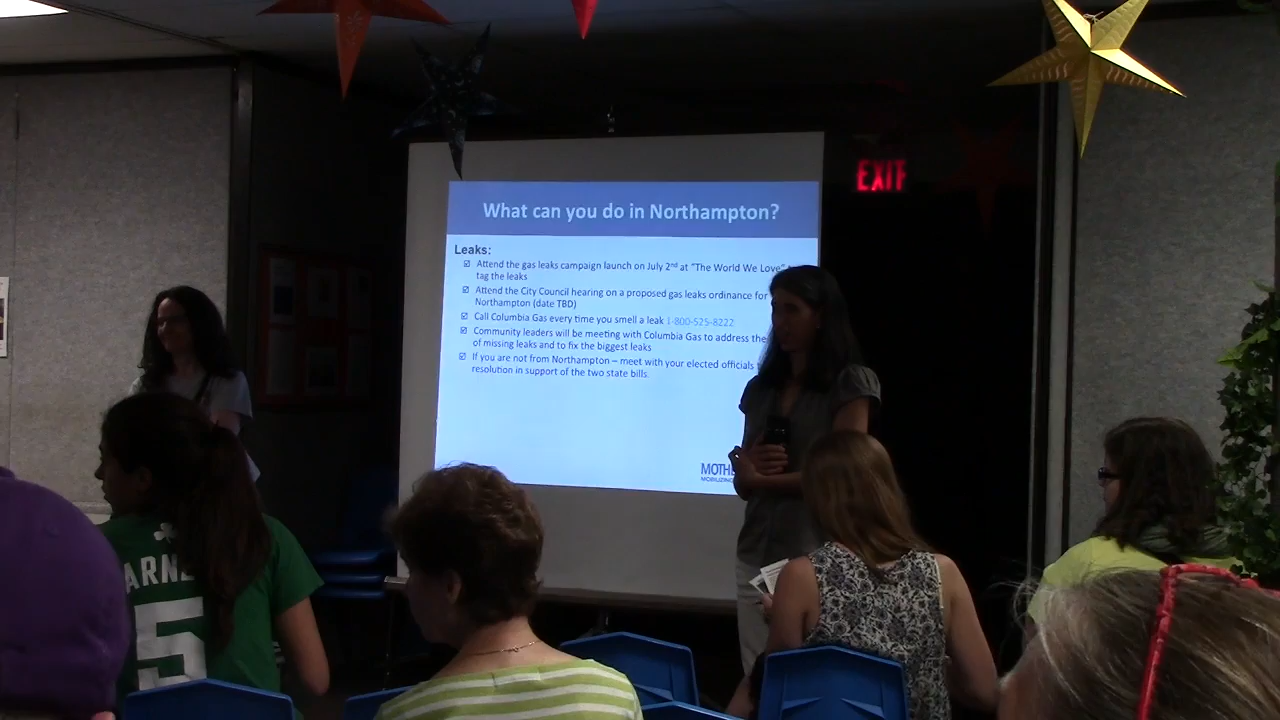 EXIT
What can you do in Northampton?
Leaks:
☑ Attend the gas leaks campaign launch on July 2nd at "The World We Love"
tag the leaks
☑ Attend the City Council hearing on a proposed gas leaks ordinance for
Northampton (date TBD)
☑ Call Columbia Gas every time you smell a leak 1-800-525-8222
☑ Community leaders will be meeting with Columbia Gas to address the
of missing leaks and to fix the biggest leaks
☑ If you are not from Northampton – meet with your elected officials
resolution in support of the two state bills.
MOTHE
MOBILIZING
ARNE
5